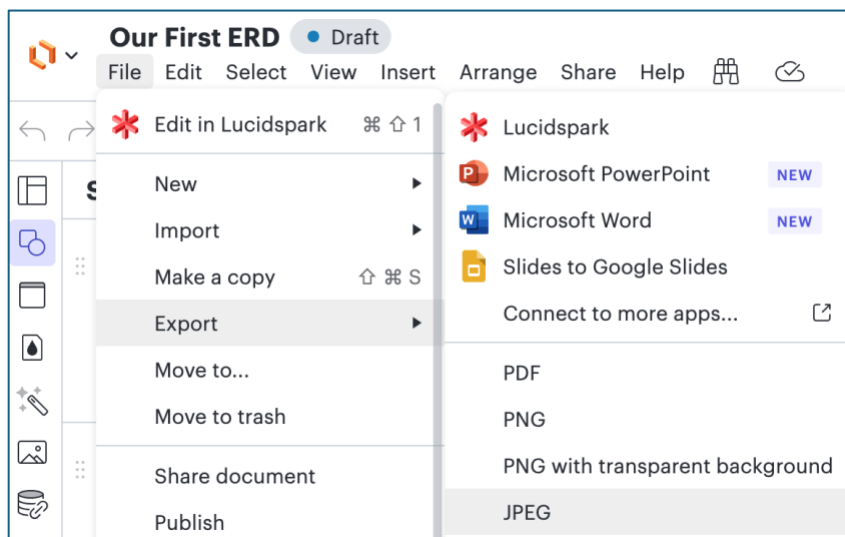 Our First ERD Draft
File Edit Select View Insert Arrange Share Help
Edit in Lucidspark ⌘ ⇧ 1
New
Import
Make a copy ⇧ ⌘ S
Export
Move to...
Move to trash
Share document
Publish
Lucidspark
Microsoft PowerPoint NEW
Microsoft Word NEW
Slides to Google Slides
Connect to more apps...
PDF
PNG
PNG with transparent background
JPEG